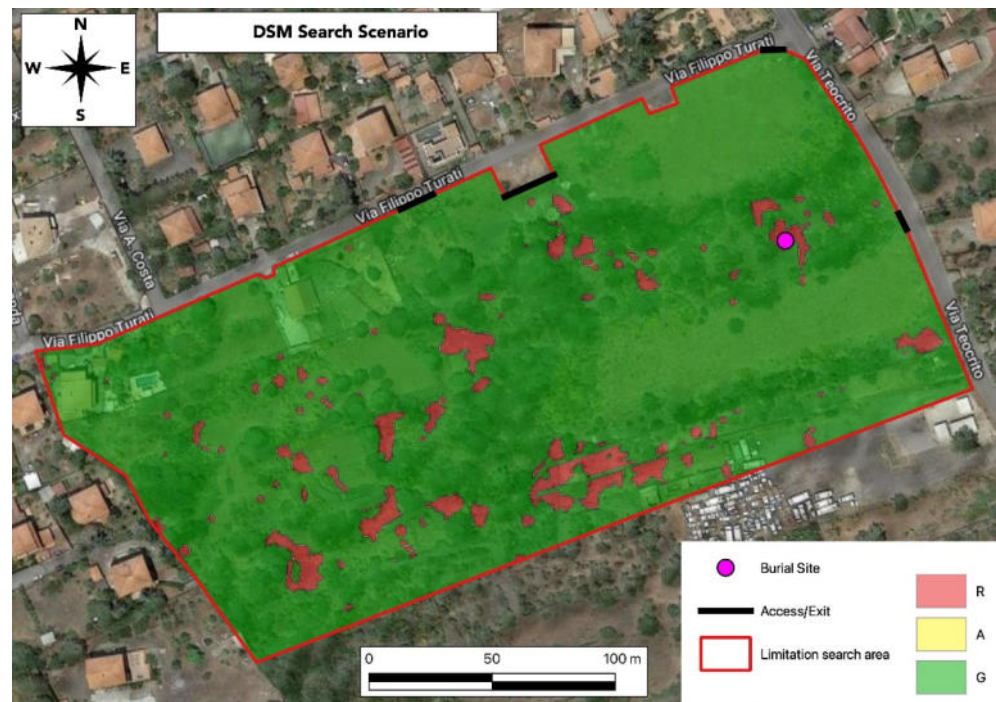 N
DSM Search Scenario
W
E
S
Via Filippo Turati
Via Teocrito
Via Filippo Turati
Via A. Costa
Via Filippo Turati
Via Teocrito
Burial Site
R
Access/Exit
A
Limitation search area
G
0
50
100 m